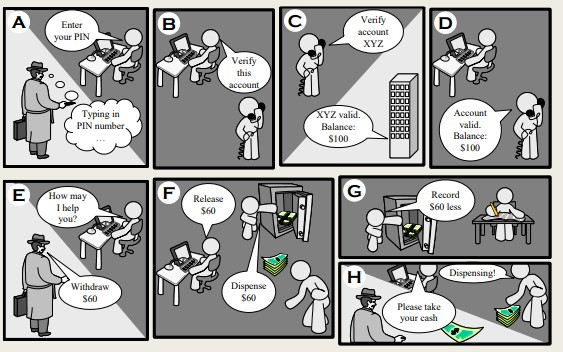 A
Enter
your PIN
Typing in
PIN number
...
B
Verify
this
account
C
Verify
account
XYZ
XYZ valid.
Balance:
$100
D
Account
valid.
Balance:
$100
E
How may
I help
you?
Withdraw
$60
F
Release
$60
Dispense
$60
G
Record
$60 less
H
Dispensing!
Please take
your cash